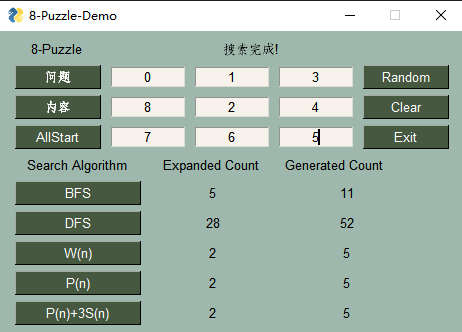 8-Puzzle-Demo
8-Puzzle 搜索完成!
问题 0 1 3 Random
内容 8 2 4 Clear
AllStart 7 6 5 Exit
Search Algorithm Expanded Count Generated Count
BFS 5 11
DFS 28 52
W(n) 2 5
P(n) 2 5
P(n)+3S(n) 2 5